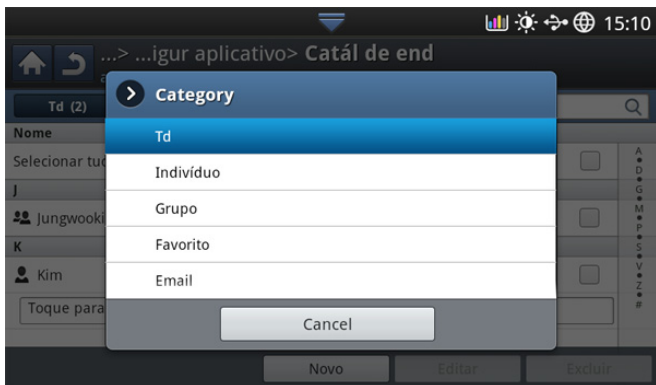 15:10
...> ...igur aplicativo> Catál de end
Td (2)
Category
Nome
Td
Selecionar tud
Indivíduo
J
Grupo
Jungwooki
K
Favorito
Kim
Email
Toque para
Cancel
A
D
G
M
P
S
V
Z
#
Novo
Editar
Excluir